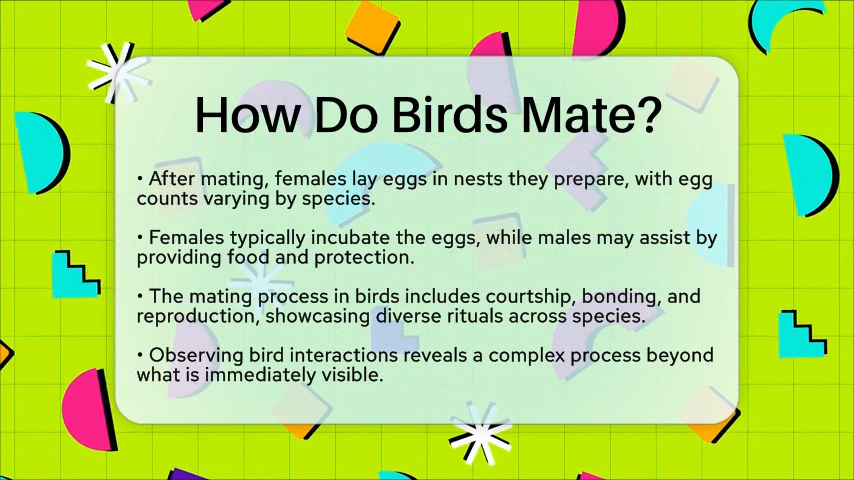 How Do Birds Mate?
• After mating, females lay eggs in nests they prepare, with egg
counts varying by species.
• Females typically incubate the eggs, while males may assist by
providing food and protection.
• The mating process in birds includes courtship, bonding, and
reproduction, showcasing diverse rituals across species.
• Observing bird interactions reveals a complex process beyond
what is immediately visible.